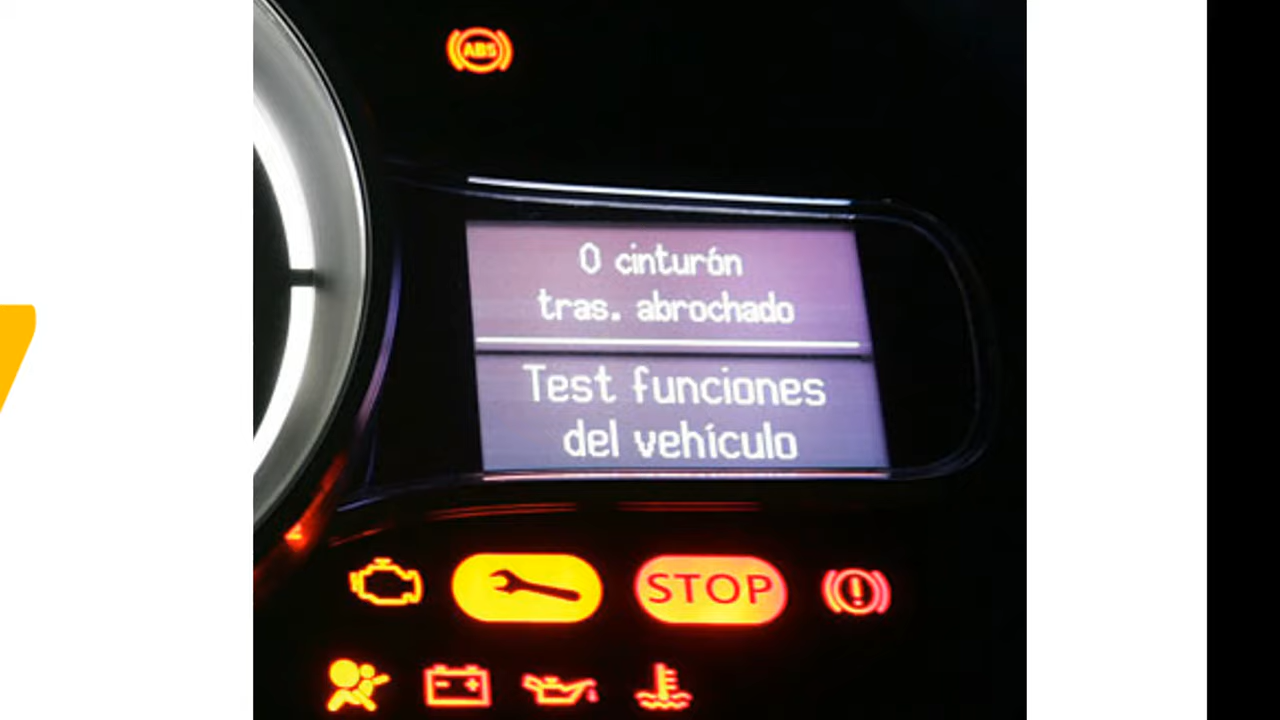 ABS
0 cinturón
tras. abrochado
Test funciones
del vehículo
STOP